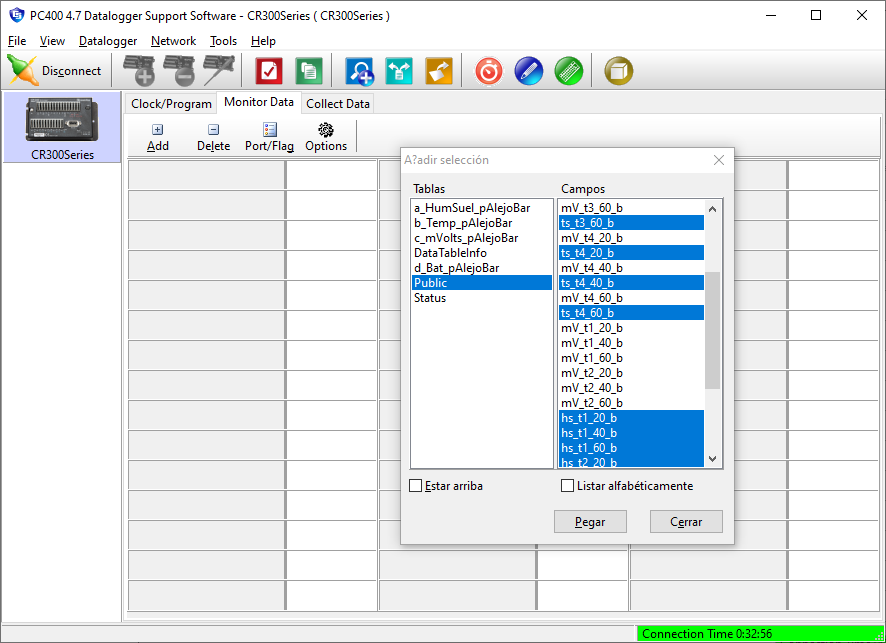 PC400 4.7 Datalogger Support Software - CR300Series ( CR300Series )
File View Datalogger Network Tools Help
Disconnect
CR300Series
Clock/Program Monitor Data Collect Data
Add Delete Port/Flag Options
A?adir selección
Tablas
a_HumSuel_pAlejoBar
b_Temp_pAlejoBar
c_mVolts_pAlejoBar
DataTableInfo
d_Bat_pAlejoBar
Public
Status
Campos
mV_t3_60_b
ts_t3_60_b
mV_t4_20_b
ts_t4_20_b
mV_t4_40_b
ts_t4_40_b
mV_t4_60_b
ts_t4_60_b
mV_t1_20_b
mV_t1_40_b
mV_t1_60_b
mV_t2_20_b
mV_t2_40_b
mV_t2_60_b
hs_t1_20_b
hs_t1_40_b
hs_t1_60_b
hs_t2_20_b
Estar arriba
Listar alfabéticamente
Pegar Cerrar
Connection Time 0:32:56